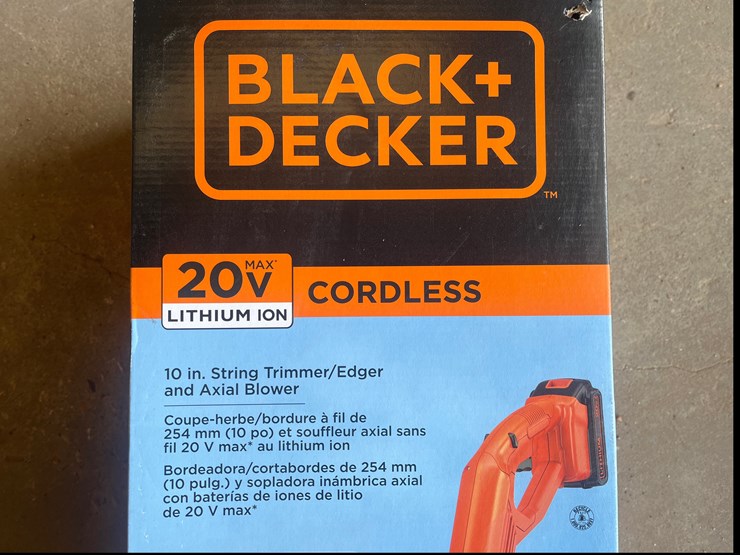 BLACK+
DECKER
TM
20V MAX*
LITHIUM ION
CORDLESS
10 in. String Trimmer/Edger
and Axial Blower
Coupe-herbe/bordure à fil de
254 mm (10 po) et souffleur axial sans
fil 20 V max* au lithium ion
Bordeadora/cortabordes de 254 mm
(10 pulg.) y sopladora inámbrica axial
con baterías de iones de litio
de 20 V max*